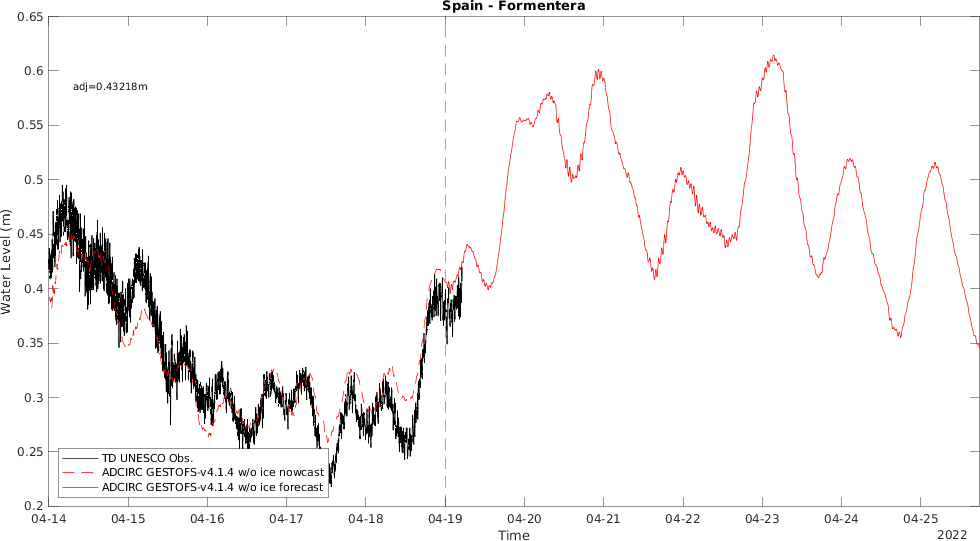 Spain - Formentera
0.65
0.6
0.55
0.5
0.45
0.4
0.35
0.3
0.25
0.2
Water Level (m)
adj=0.43218m
TD UNESCO Obs.
ADCIRC GESTOFS-v4.1.4 w/o ice nowcast
ADCIRC GESTOFS-v4.1.4 w/o ice forecast
04-14 04-15 04-16 04-17 04-18 04-19 04-20 04-21 04-22 04-23 04-24 04-25
Time
2022